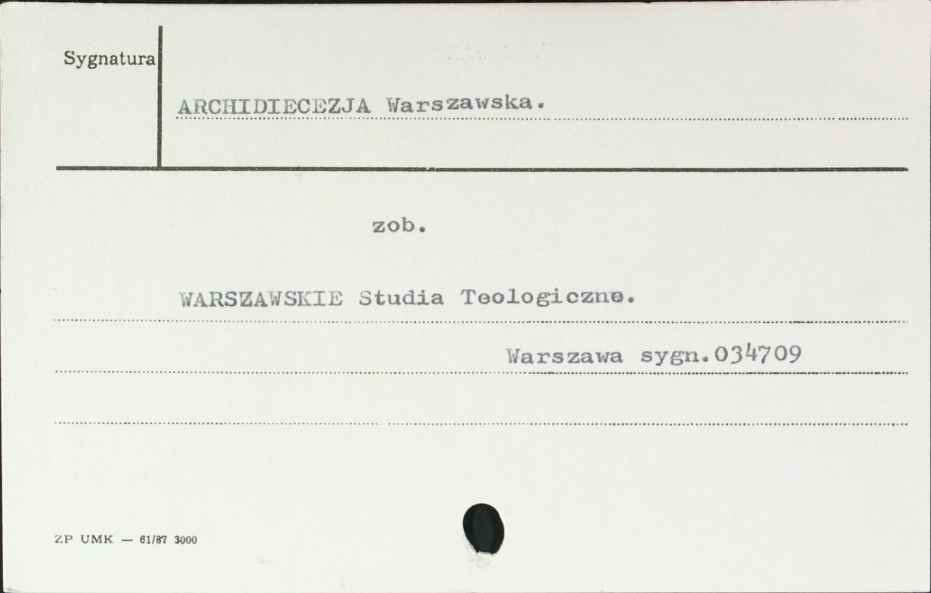 Sygnatura
ARCHIDIECEZJA Warszawska.
zob.
WARSZAWSKIE Studia Teologiczne.
Warszawa sygn.034709
ZP UMK — 61/87 3000